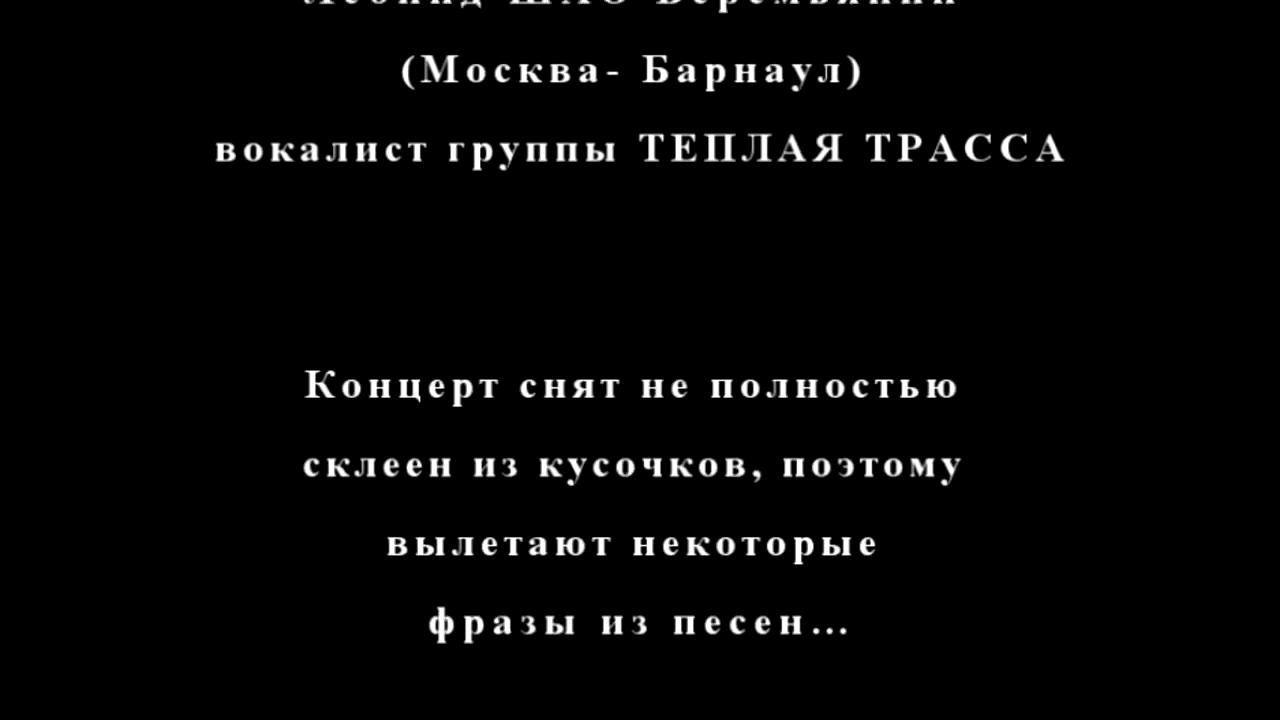 (Москва- Барнаул)
вокалист группы ТЕПЛАЯ ТРАССА
Концерт снят не полностью
склеен из кусочков, поэтому
вылетают некоторые
фразы из песен...